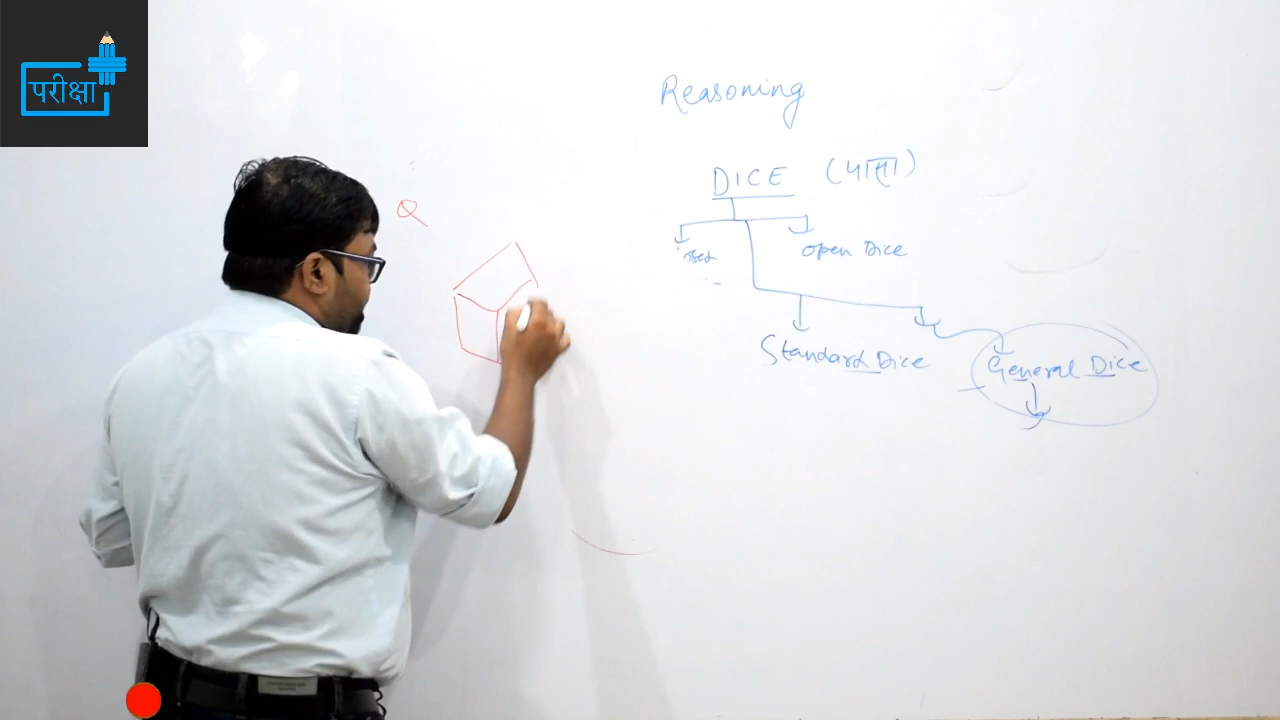 परीक्षा
Reasoning
DICE (पासा)
Open Dice
Standard Dice
General Dice
Q